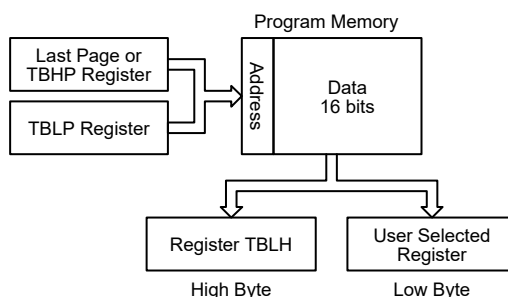 Program Memory
Last Page or
TBHP Register
TBLP Register
Address
Data
16 bits
Register TBLH
User Selected
Register
High Byte
Low Byte